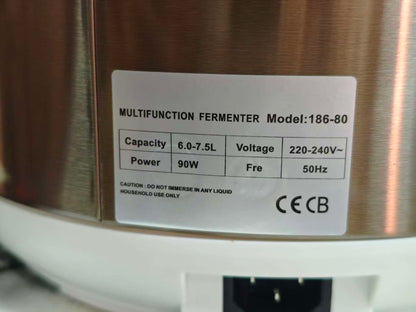 MULTIFUNCTION FERMENTER Model:186-80
Capacity 6.0-7.5L Voltage 220-240V~
Power 90W Fre 50Hz
CAUTION : DO NOT IMMERSE IN ANY LIQUID
HOUSEHOLD USE ONLY
CE CB